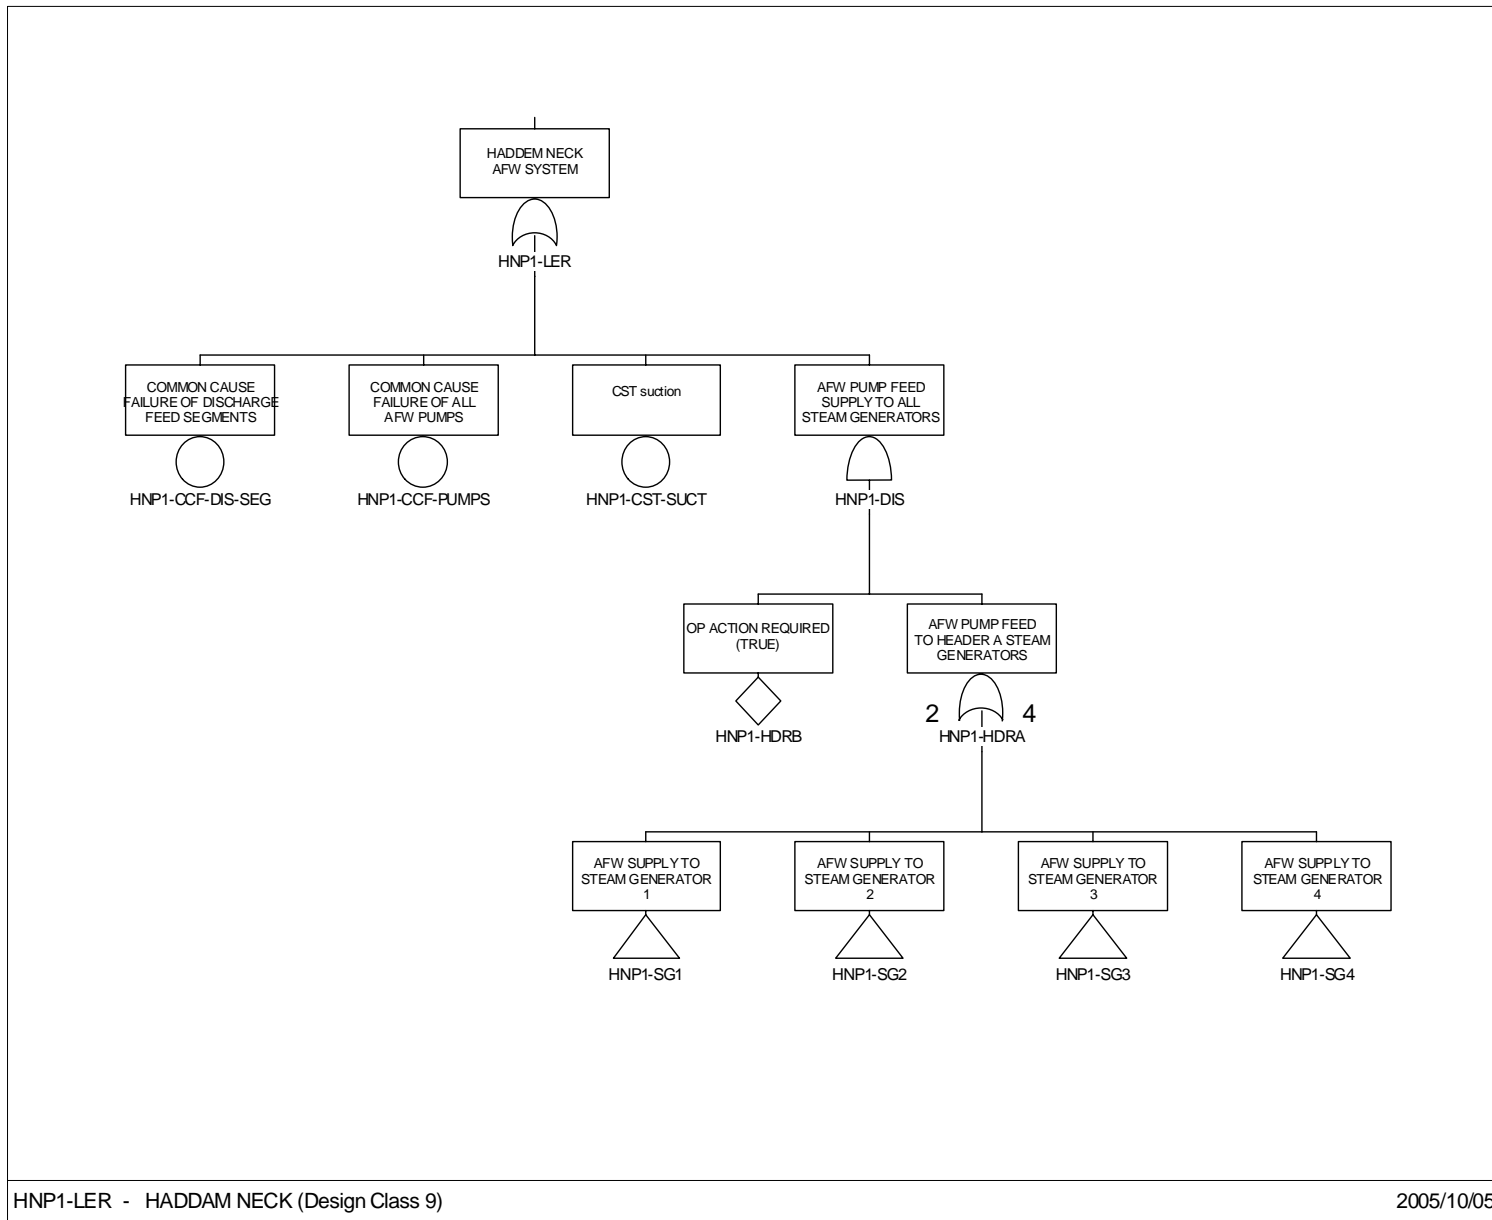 HADDEM NECK
AFW SYSTEM
HNP1-LER
COMMON CAUSE
FAILURE OF DISCHARGE
FEED SEGMENTS
HNP1-CCF-DIS-SEG
COMMON CAUSE
FAILURE OF ALL
AFW PUMPS
HNP1-CCF-PUMPS
CST suction
HNP1-CST-SUCT
AFW PUMP FEED
SUPPLY TO ALL
STEAM GENERATORS
HNP1-DIS
OP ACTION REQUIRED
(TRUE)
HNP1-HDRB
AFW PUMP FEED
TO HEADER A STEAM
GENERATORS
2 4
HNP1-HDRA
AFW SUPPLY TO
STEAM GENERATOR
1
HNP1-SG1
AFW SUPPLY TO
STEAM GENERATOR
2
HNP1-SG2
AFW SUPPLY TO
STEAM GENERATOR
3
HNP1-SG3
AFW SUPPLY TO
STEAM GENERATOR
4
HNP1-SG4
HNP1-LER - HADDAM NECK (Design Class 9) 2005/10/05